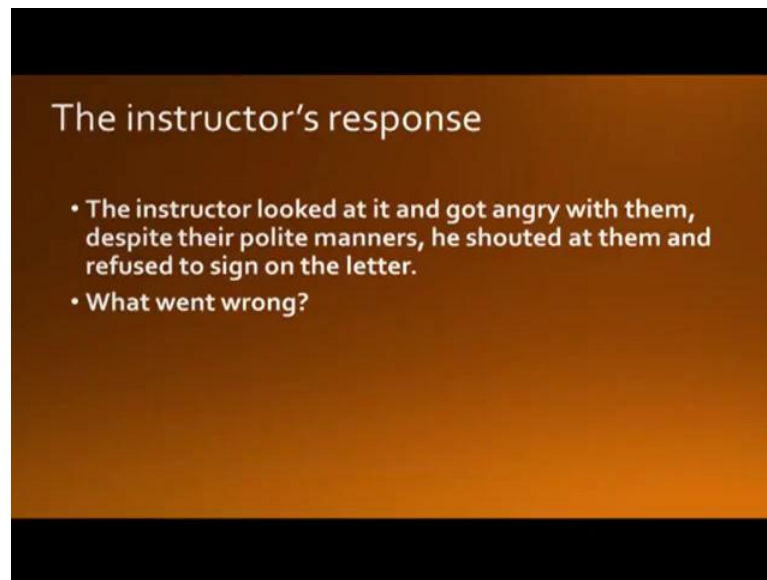 The instructor's response
• The instructor looked at it and got angry with them,
despite their polite manners, he shouted at them and
refused to sign on the letter.
• What went wrong?